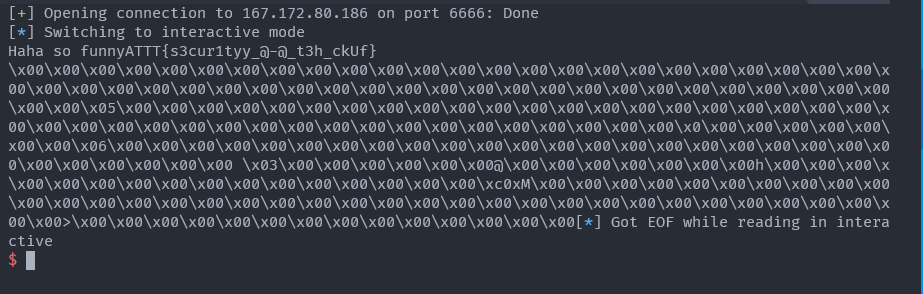 [+] Opening connection to 167.172.80.186 on port 6666: Done
[*] Switching to interactive mode
Haha so funnyATTT{s3cur1tyy_@-@_t3h_ckUf}
\x00\x00\x00\x00\x00\x00\x00\x00\x00\x00\x00\x00\x00\x00\x00\x00\x00\x00\x00\x00\x00\x00\x00\x
00\x00\x00\x00\x00\x00\x00\x00\x00\x00\x00\x00\x00\x00\x00\x00\x00\x00\x00\x00\x00\x00\x00\x00
\x00\x00\x00\x05\x00\x00\x00\x00\x00\x00\x00\x00\x00\x00\x00\x00\x00\x00\x00\x00\x00\x00\x00\x
00\x00\x00\x00\x00\x00\x00\x00\x00\x00\x00\x00\x00\x00\x00\x00\x00\x0\x00\x00\x00\x00\x00\x00\
x00\x00\x06\x00\x00\x00\x00\x00\x00\x00\x00\x00\x00\x00\x00\x00\x00\x00\x00\x00\x00\x00\x00\x0
0\x00\x00\x00\x00\x00\x00\x00 \x03\x00\x00\x00\x00\x00\x00\x00@\x00\x00\x00\x00\x00\x00\x00h\x00\x00\x00\x
\x00\x00\x00\x00\x00\x00\x00\x00\x00\x00\x00\x00\xc0xM\x00\x00\x00\x00\x00\x00\x00\x00\x00\x00
\x00\x00\x00\x00\x00\x00\x00\x00\x00\x00\x00\x00\x00\x00\x00\x00\x00\x00\x00\x00\x00\x00\x00\x
00\x00\x00>\x00\x00\x00\x00\x00\x00\x00\x00\x00\x00\x00\x00\x00\x00\x00\x00[*] Got EOF while reading in intera
ctive
$